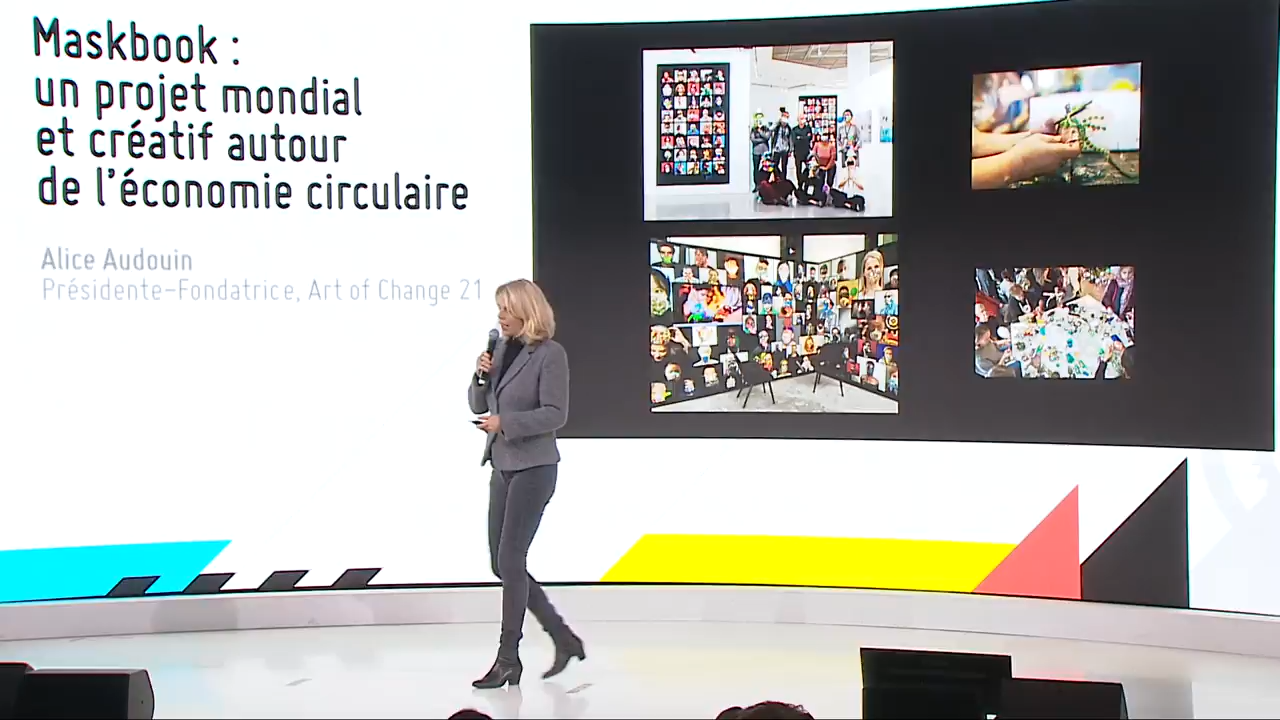 Maskbook :
un projet mondial
et créatif autour
de l'économie circulaire
Alice Audouin
Présidente-Fondatrice, Art of Change 21